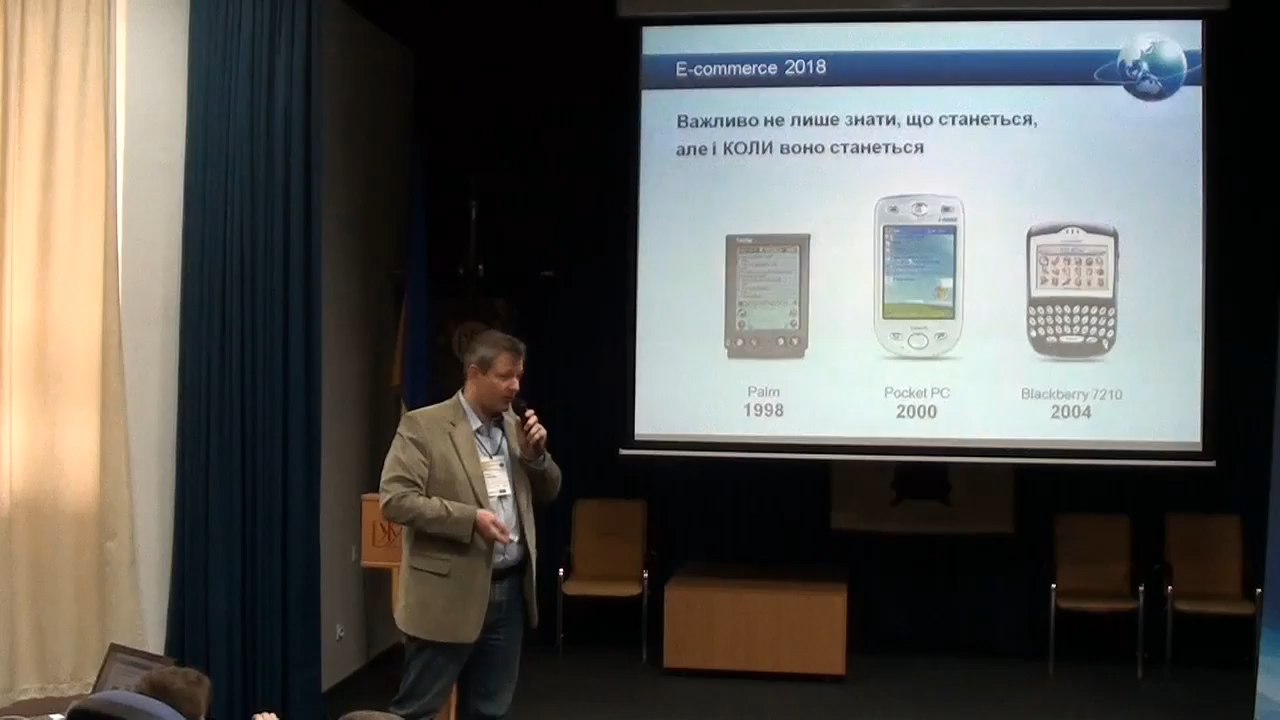 E-commerce 2018
Важливо не лише знати, що станеться,
але і КОЛИ воно станеться
Palm
1998
Pocket PC
2000
Blackberry 7210
2004